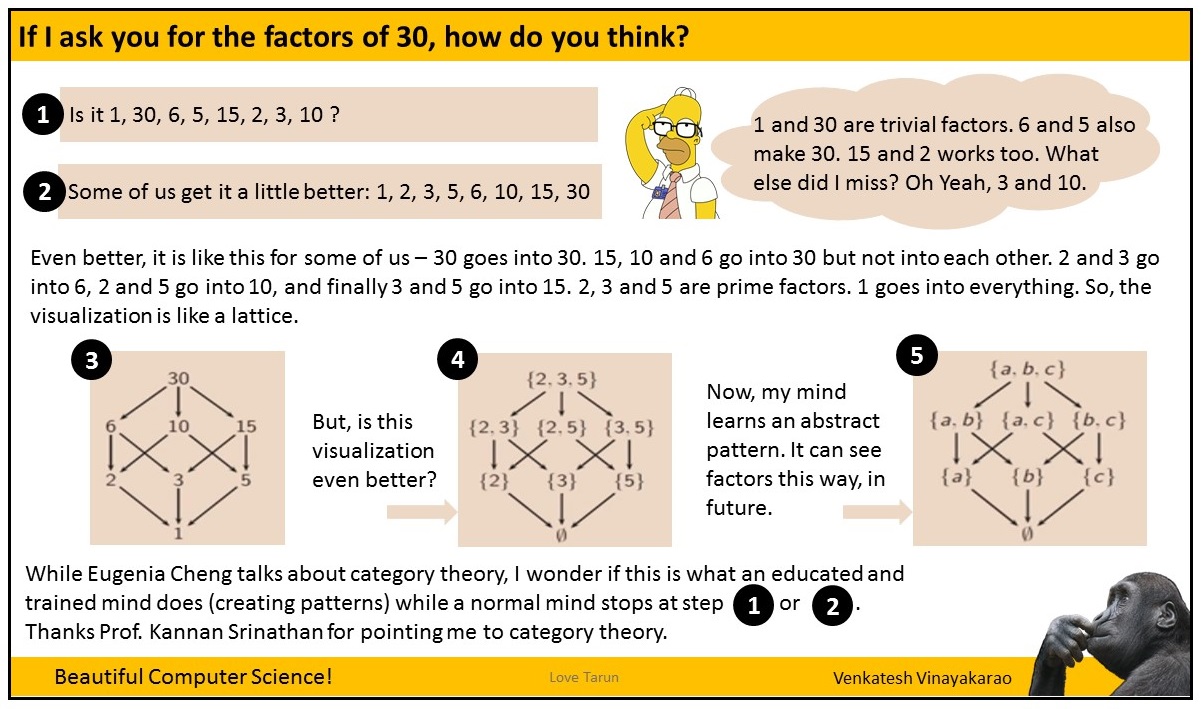 If I ask you for the factors of 30, how do you think?
1 Is it 1, 30, 6, 5, 15, 2, 3, 10 ?
2 Some of us get it a little better: 1, 2, 3, 5, 6, 10, 15, 30
1 and 30 are trivial factors. 6 and 5 also
make 30. 15 and 2 works too. What
else did I miss? Oh Yeah, 3 and 10.
Even better, it is like this for some of us – 30 goes into 30. 15, 10 and 6 go into 30 but not into each other. 2 and 3 go
into 6, 2 and 5 go into 10, and finally 3 and 5 go into 15. 2, 3 and 5 are prime factors. 1 goes into everything. So, the
visualization is like a lattice.
3
30
6 10 15
2 3 5
1
But, is this
visualization
even better?
4
{2, 3, 5}
{2, 3} {2, 5} {3, 5}
{2} {3} {5}
∅
Now, my mind
learns an abstract
pattern. It can see
factors this way, in
future.
5
{a, b, c}
{a, b} {a, c} {b, c}
{a} {b} {c}
∅
While Eugenia Cheng talks about category theory, I wonder if this is what an educated and
trained mind does (creating patterns) while a normal mind stops at step 1 or 2 .
Thanks Prof. Kannan Srinathan for pointing me to category theory.
Beautiful Computer Science!
Love Tarun
Venkatesh Vinayakarao